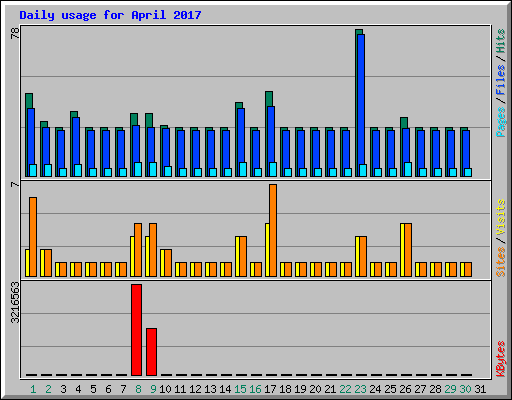 Daily usage for April 2017
78
Pages / Files / Hits
7
Sites / Visits
3216563
KBytes
1 2 3 4 5 6 7 8 9 10 11 12 13 14 15 16 17 18 19 20 21 22 23 24 25 26 27 28 29 30 31